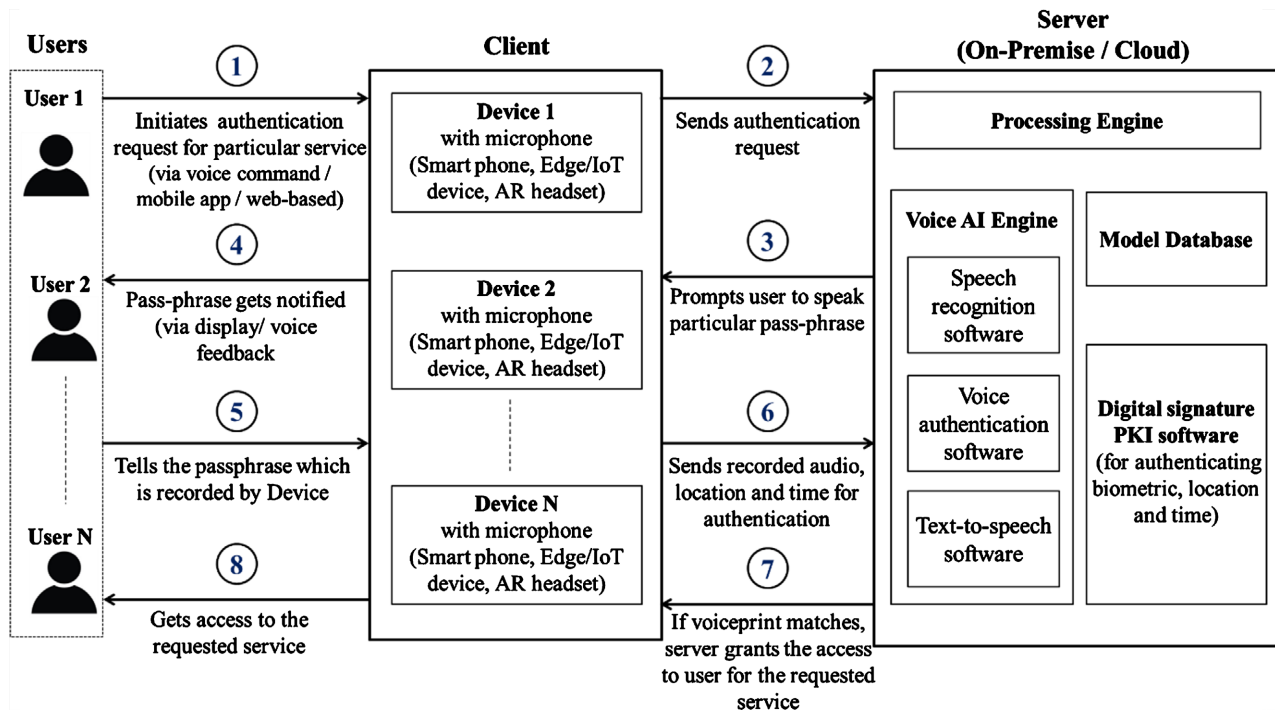 Users
User 1
User 2
User N
1
Initiates authentication
request for particular service
(via voice command /
mobile app / web-based)
4
Pass-phrase gets notified
(via display/ voice
feedback
5
Tells the passphrase which
is recorded by Device
8
Gets access to the
requested service
Client
Device 1
with microphone
(Smart phone, Edge/IoT
device, AR headset)
Device 2
with microphone
(Smart phone, Edge/IoT
device, AR headset)
Device N
with microphone
(Smart phone, Edge/IoT
device, AR headset)
2
Sends authentication
request
3
Prompts user to speak
particular pass-phrase
6
Sends recorded audio,
location and time for
authentication
7
If voiceprint matches,
server grants the access
to user for the requested
service
Server
(On-Premise / Cloud)
Processing Engine
Voice AI Engine
Speech
recognition
software
Voice
authentication
software
Text-to-speech
software
Model Database
Digital signature
PKI software
(for authenticating
biometric, location
and time)